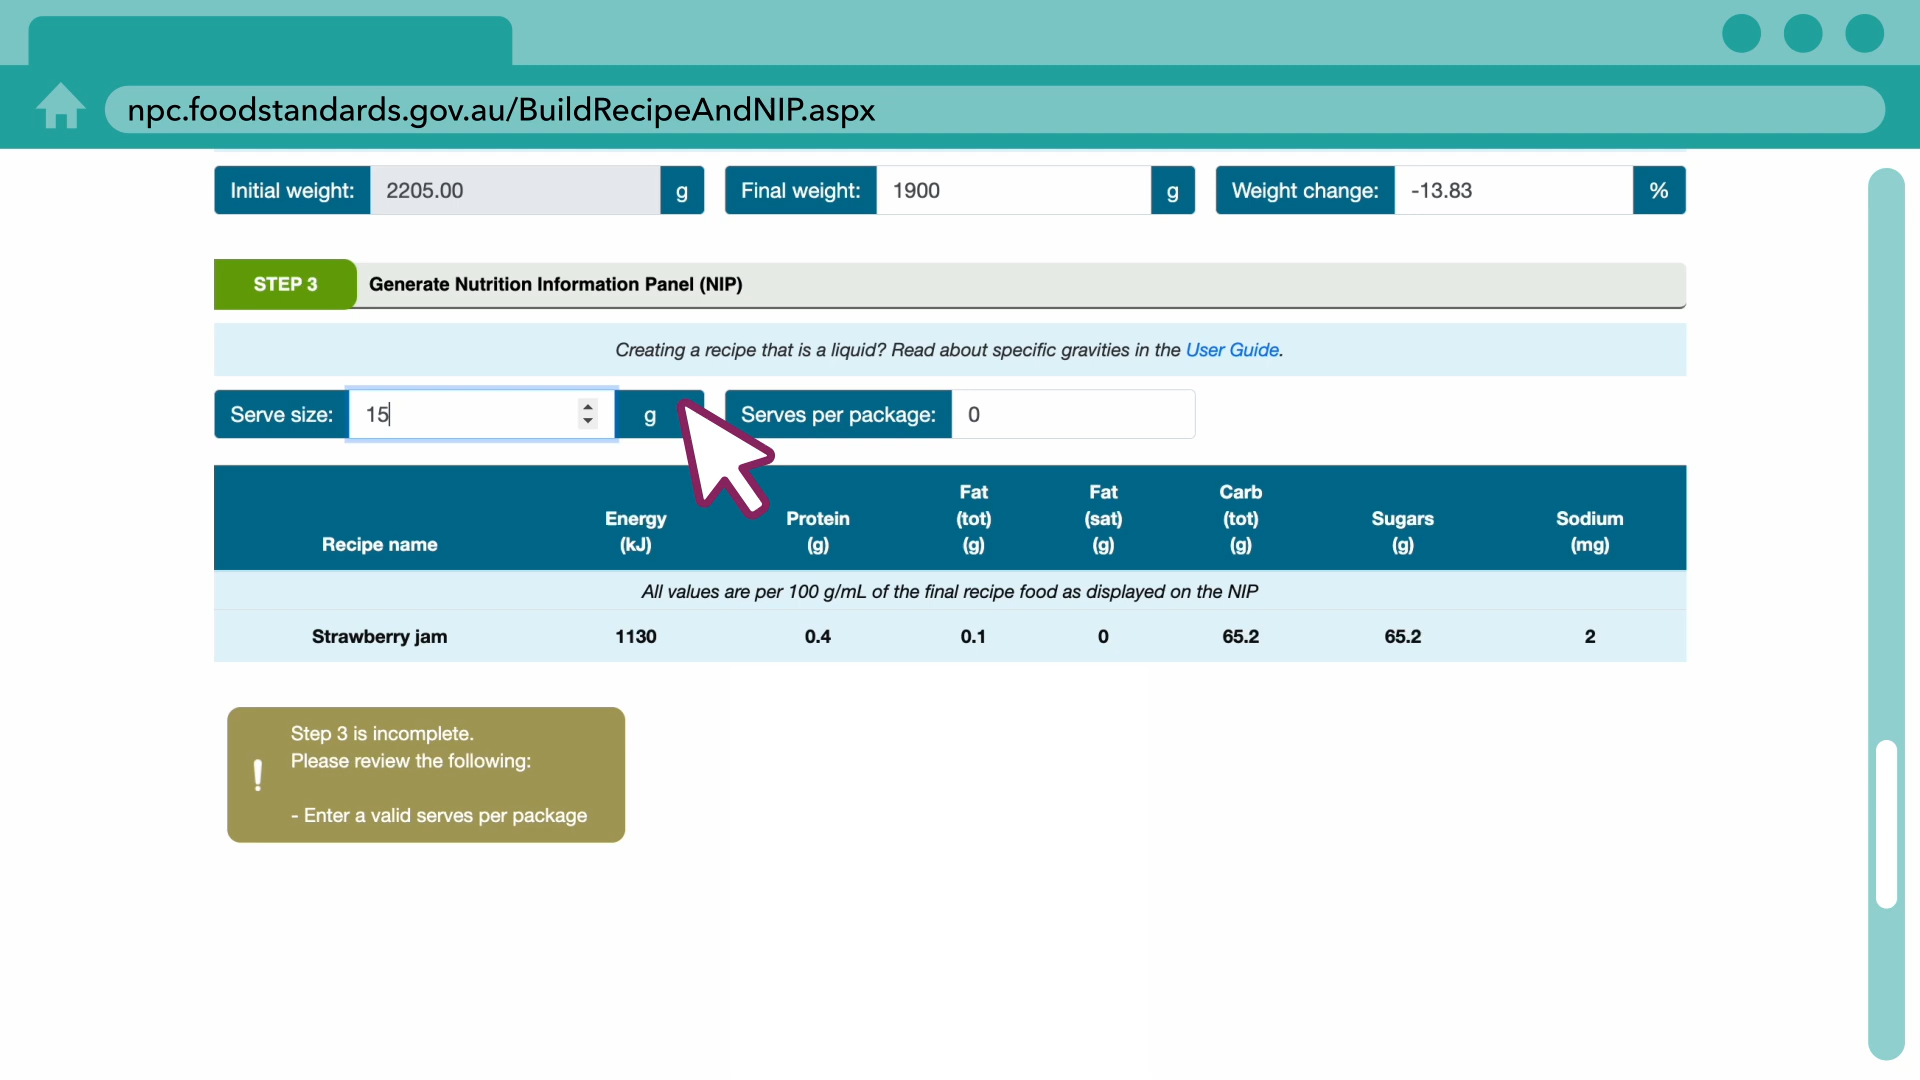 npc.foodstandards.gov.au/BuildRecipeAndNIP.aspx
Initial weight: 2205.00 g Final weight: 1900 g Weight change: -13.83 %
STEP 3 Generate Nutrition Information Panel (NIP)
Creating a recipe that is a liquid? Read about specific gravities in the User Guide.
Serve size: 15 g Serves per package: 0
Recipe name Energy (kJ) Protein (g) Fat (tot) (g) Fat (sat) (g) Carb (tot) (g) Sugars (g) Sodium (mg)
All values are per 100 g/mL of the final recipe food as displayed on the NIP
Strawberry jam 1130 0.4 0.1 0 65.2 65.2 2
Step 3 is incomplete.
Please review the following:
! - Enter a valid serves per package